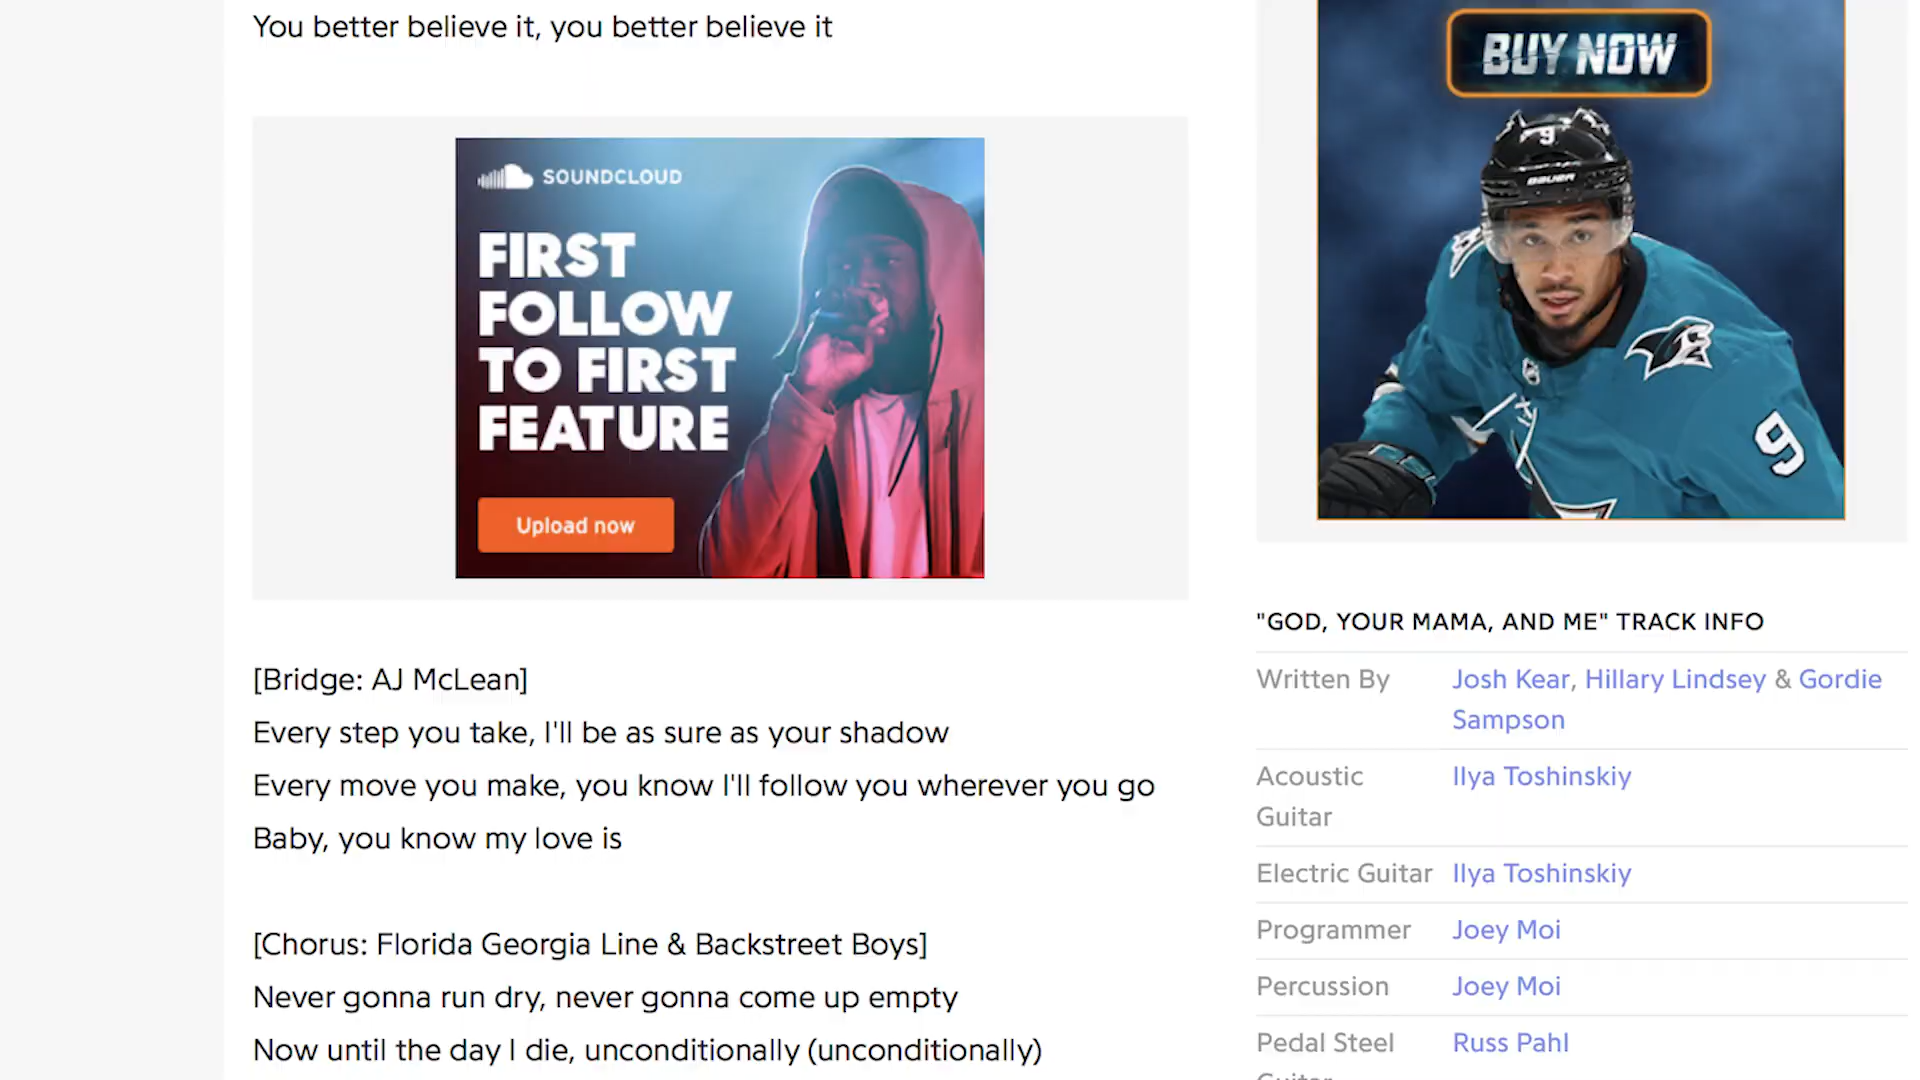 You better believe it, you better believe it
SOUNDCLOUD
FIRST
FOLLOW
TO FIRST
FEATURE
Upload now
[Bridge: AJ McLean]
Every step you take, I'll be as sure as your shadow
Every move you make, you know I'll follow you wherever you go
Baby, you know my love is
[Chorus: Florida Georgia Line & Backstreet Boys]
Never gonna run dry, never gonna come up empty
Now until the day I die, unconditionally (unconditionally)
BUY NOW
9
BAUER
9
"GOD, YOUR MAMA, AND ME" TRACK INFO
Written By Josh Kear, Hillary Lindsey & Gordie
Sampson
Acoustic Ilya Toshinskiy
Guitar
Electric Guitar Ilya Toshinskiy
Programmer Joey Moi
Percussion Joey Moi
Pedal Steel Russ Pahl
Guitar